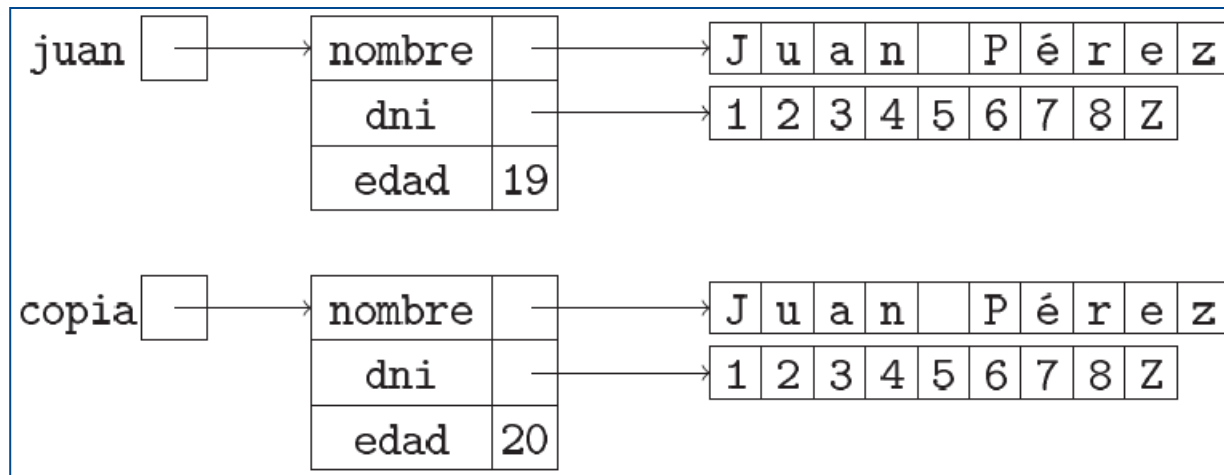 juan nombre J u a n P é r e z
dni 1 2 3 4 5 6 7 8 Z
edad 19
copia nombre J u a n P é r e z
dni 1 2 3 4 5 6 7 8 Z
edad 20